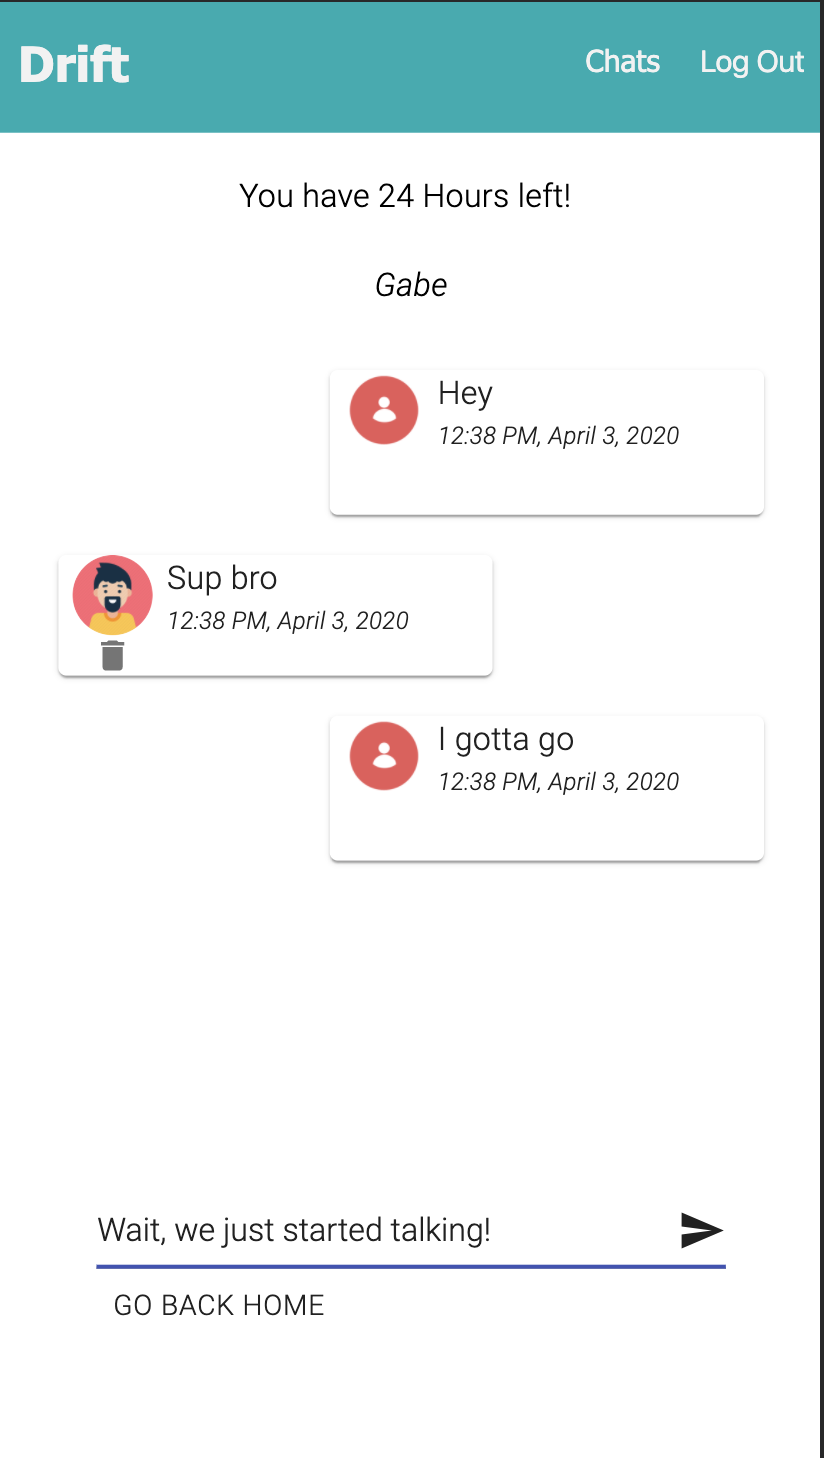 Drift
Chats
Log Out
You have 24 Hours left!
Gabe
Hey
12:38 PM, April 3, 2020
Sup bro
12:38 PM, April 3, 2020
I gotta go
12:38 PM, April 3, 2020
Wait, we just started talking!
GO BACK HOME